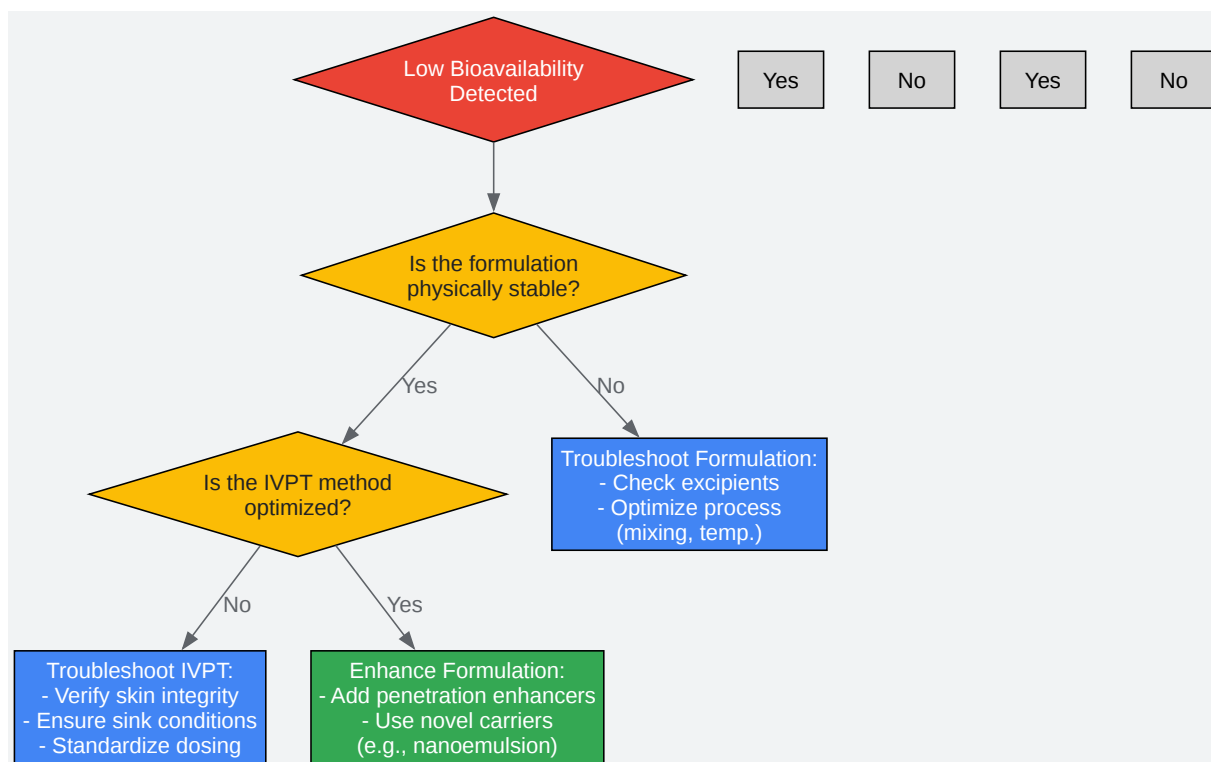 Low Bioavailability
Detected
Yes
No
Yes
No
Is the formulation
physically stable?
Yes
No
Is the IVPT method
optimized?
Troubleshoot Formulation:
- Check excipients
- Optimize process
(mixing, temp.)
No
Yes
Troubleshoot IVPT:
- Verify skin integrity
- Ensure sink conditions
- Standardize dosing
Enhance Formulation:
- Add penetration enhancers
- Use novel carriers
(e.g., nanoemulsion)